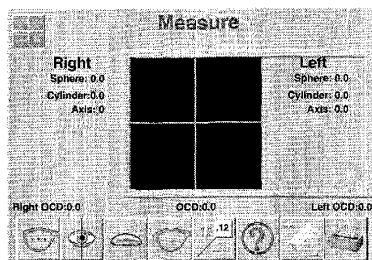 Measure
Right
Sphere: 0.0
Cylinder:0.0
Axis: 0
Left
Sphere: 0.0
Cylinder: 0.0
Axis: 0
Right OCD:0.0
OCD:0.0
Left OCD:0.0
.12
?